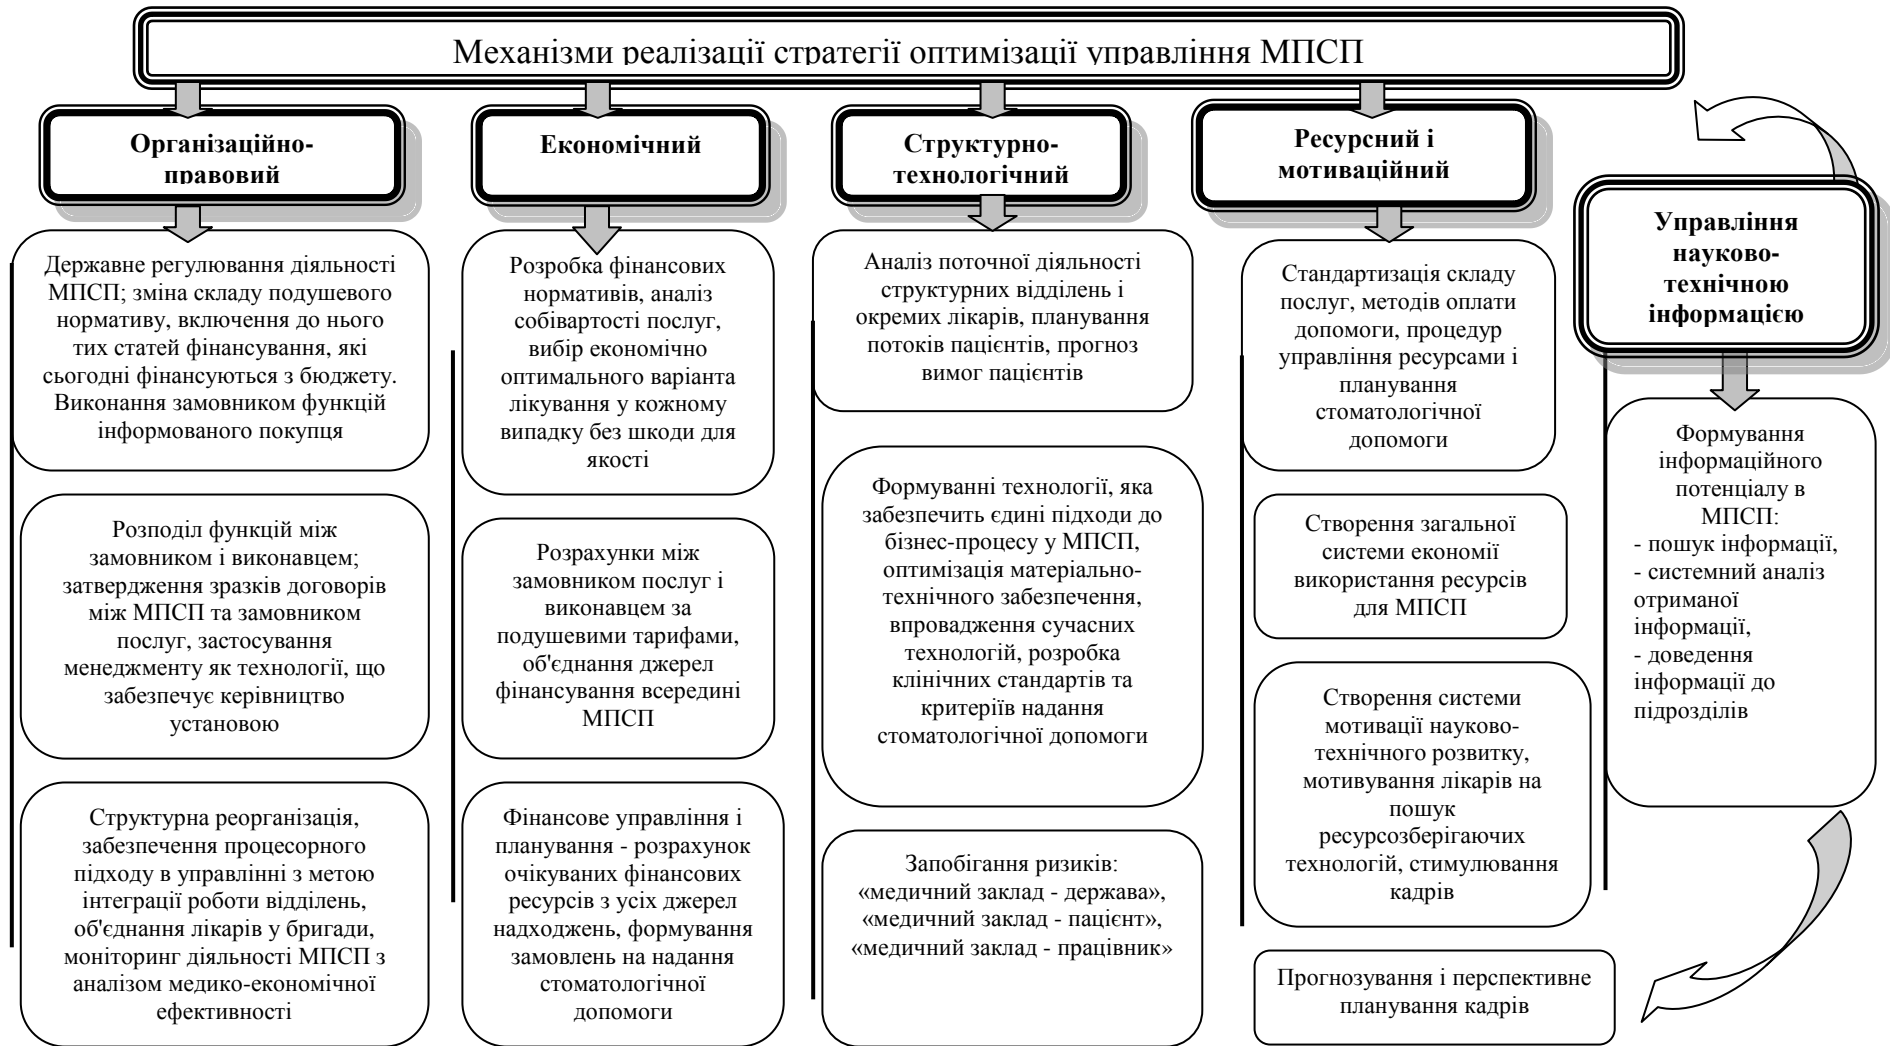 Механізми реалізації стратегії оптимізації управління МПСП
Організаційно-
правовий
Державне регулювання діяльності
МПСП; зміна складу подушевого
нормативу, включення до нього
тих статей фінансування, які
сьогодні фінансуються з бюджету.
Виконання замовником функцій
інформованого покупця
Розподіл функцій між
замовником і виконавцем;
затвердження зразків договорів
між МПСП та замовником
послуг, застосування
менеджменту як технології, що
забезпечує керівництво
установою
Структурна реорганізація,
забезпечення процесорного
підходу в управлінні з метою
інтеграції роботи відділень,
об'єднання лікарів у бригади,
моніторинг діяльності МПСП з
аналізом медико-економічної
ефективності
Економічний
Розробка фінансових
нормативів, аналіз
собівартості послуг,
вибір економічно
оптимального варіанта
лікування у кожному
випадку без шкоди для
якості
Розрахунки між
замовником послуг і
виконавцем за
подушевими тарифами,
об'єднання джерел
фінансування всередині
МПСП
Фінансове управління і
планування - розрахунок
очікуваних фінансових
ресурсів з усіх джерел
надходжень, формування
замовлень на надання
стоматологічної
допомоги
Структурно-
технологічний
Аналіз поточної діяльності
структурних відділень і
окремих лікарів, планування
потоків пацієнтів, прогноз
вимог пацієнтів
Формуванні технології, яка
забезпечить єдині підходи до
бізнес-процесу у МПСП,
оптимізація матеріально-
технічного забезпечення,
впровадження сучасних
технологій, розробка
клінічних стандартів та
критеріїв надання
стоматологічної допомоги
Запобігання ризиків:
«медичний заклад - держава»,
«медичний заклад - пацієнт»,
«медичний заклад - працівник»
Ресурсний і
мотиваційний
Стандартизація складу
послуг, методів оплати
допомоги, процедур
управління ресурсами і
планування
стоматологічної
допомоги
Створення загальної
системи економії
використання ресурсів
для МПСП
Створення системи
мотивації науково-
технічного розвитку,
мотивування лікарів на
пошук
ресурсозберігаючих
технологій, стимулювання
кадрів
Прогнозування і перспективне
планування кадрів
Управління
науково-
технічною
інформацією
Формування
інформаційного
потенціалу в
МПСП:
- пошук інформації,
- системний аналіз
отриманої
інформації,
- доведення
інформації до
підрозділів